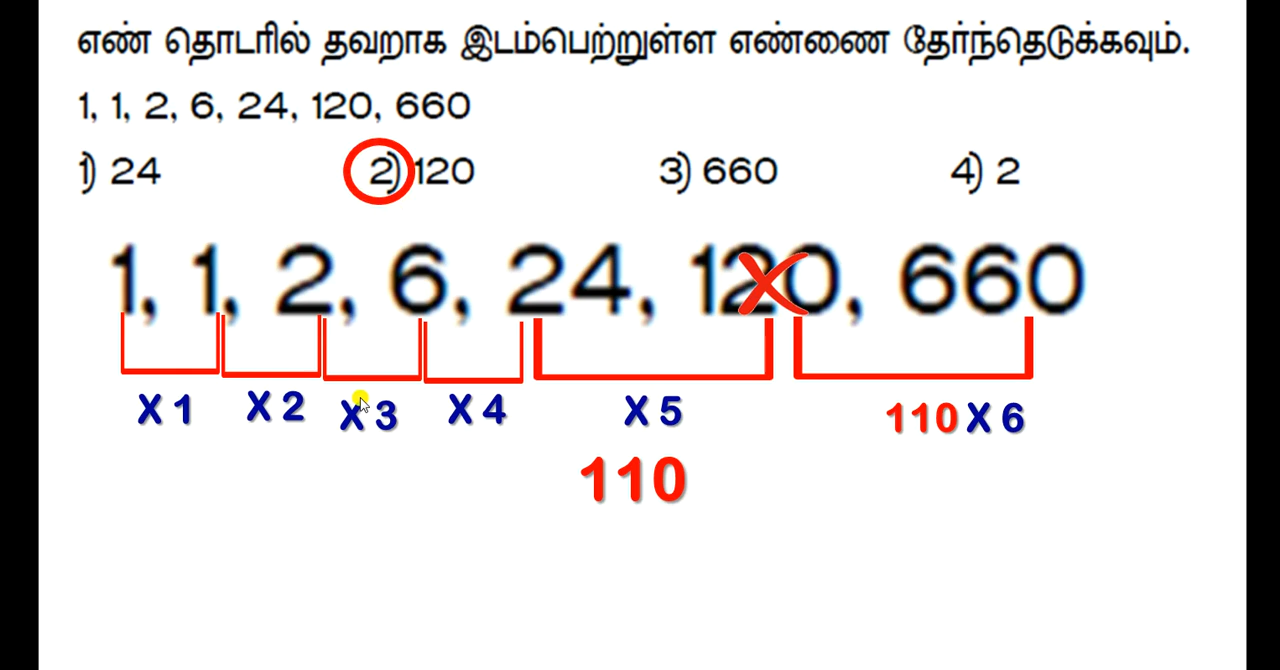 எண் தொடரில் தவறாக இடம்பெற்றுள்ள எண்ணை தேர்ந்தெடுக்கவும்.
1, 1, 2, 6, 24, 120, 660
1) 24 2) 120 3) 660 4) 2
1, 1, 2, 6, 24, 120, 660
X 1 X 2 X 3 X 4 X 5 110 X 6
110